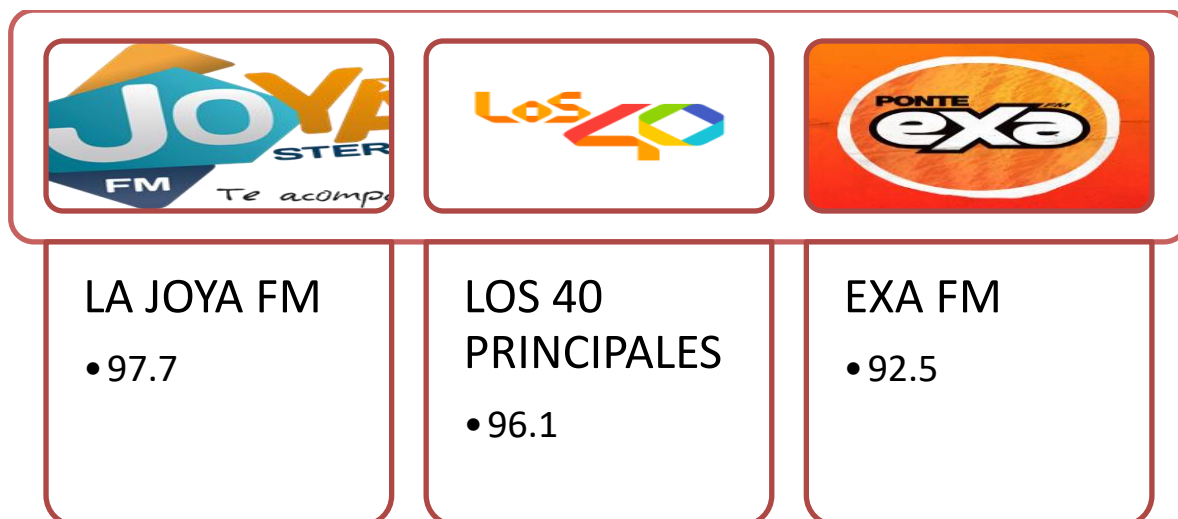 JOYA
STER
FM
Te acomp
LOS 40
PONTE
exa FM
LA JOYA FM
• 97.7
LOS 40
PRINCIPALES
• 96.1
EXA FM
• 92.5